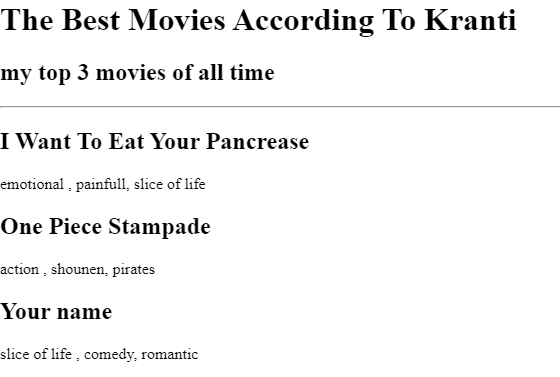 The Best Movies According To Kranti
my top 3 movies of all time
I Want To Eat Your Pancrease
emotional , painfull, slice of life
One Piece Stampade
action , shounen, pirates
Your name
slice of life , comedy, romantic